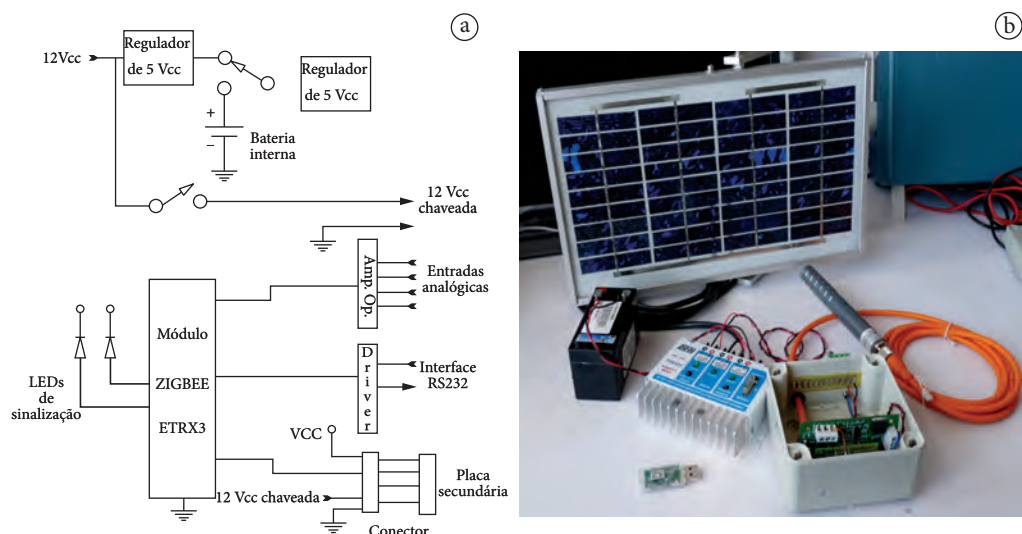 a
b
12Vcc
Regulador
de 5 Vcc
Regulador
de 5 Vcc
+
−
Bateria
interna
12 Vcc
chaveada
Amp. Op.
Entradas
analógicas
Módulo
ZIGBEE
ETRX3
LEDs
de
sinalização
Driver
Interface
RS232
VCC
12 Vcc chaveada
Placa
secundária
Conector